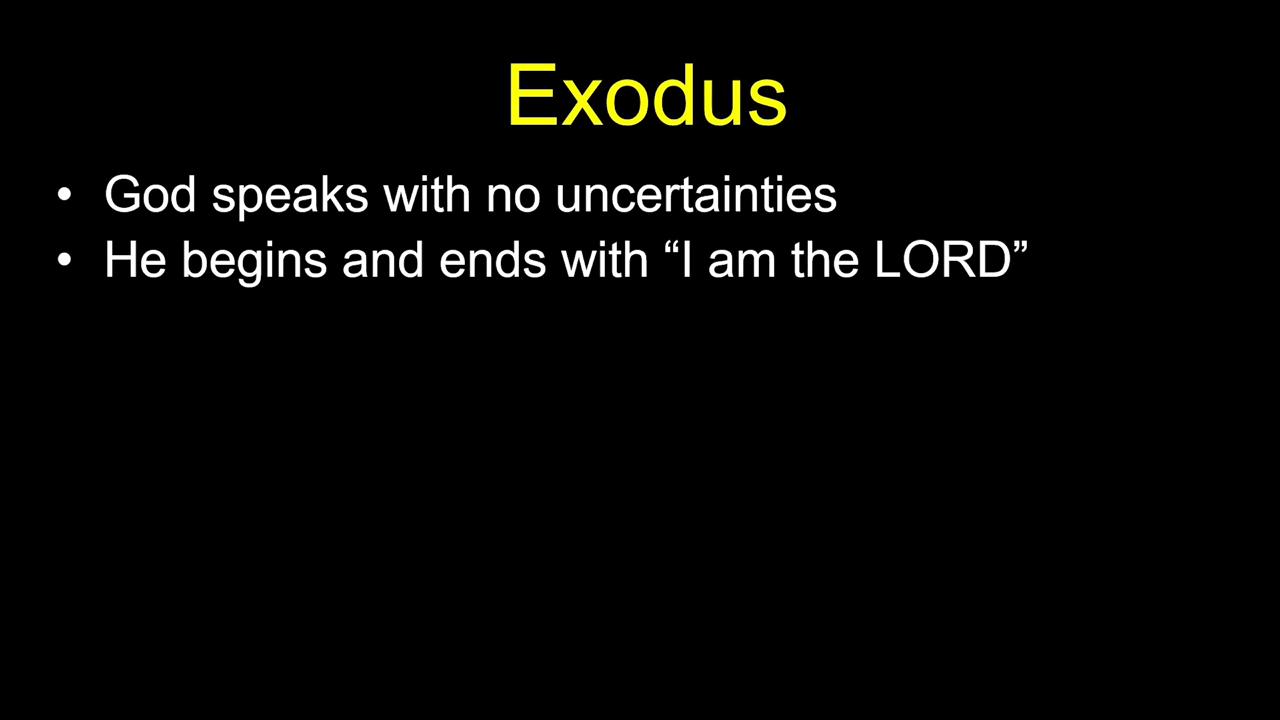 Exodus
• God speaks with no uncertainties
• He begins and ends with “I am the LORD”